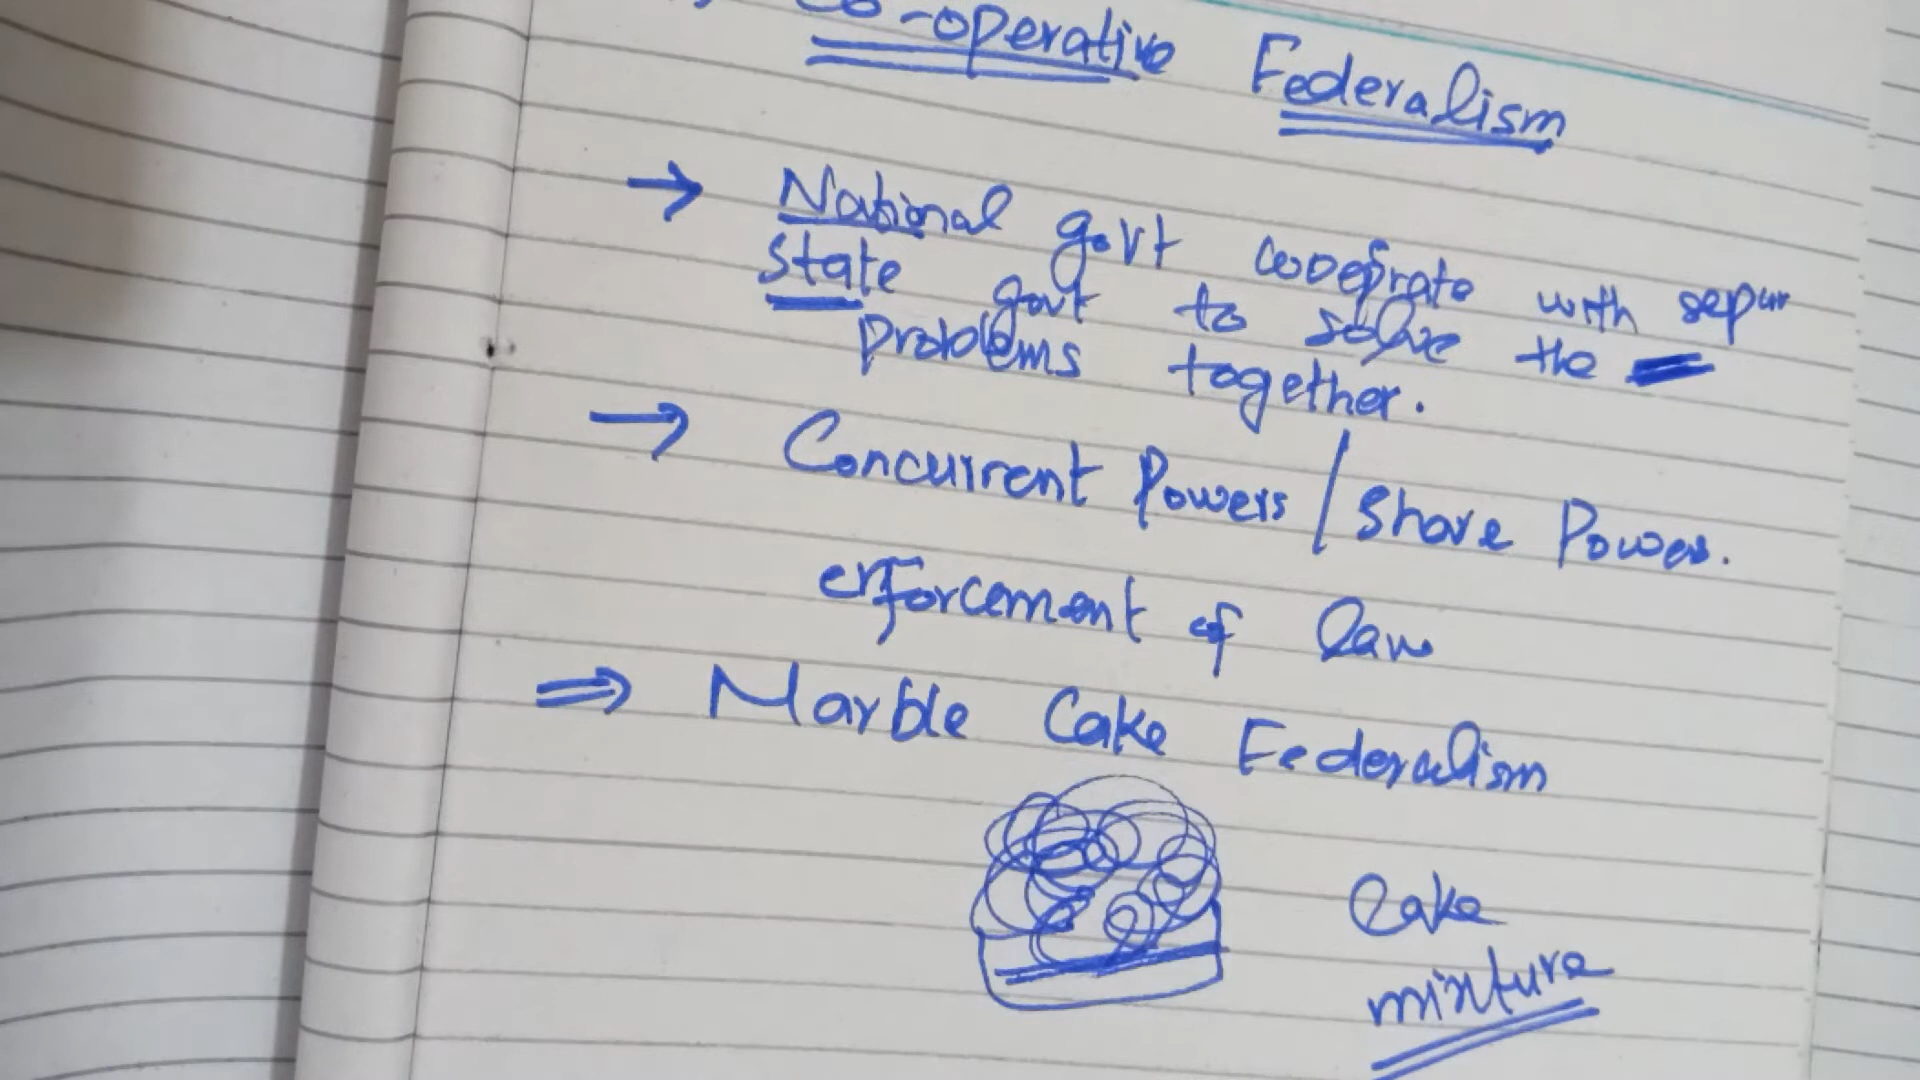 Co-operative Federalism
→ National govt cooperate with separ
state govt to solve the
problems together.
→ Concurrent Powers / Share Power.
enforcement of law
⇒ Marble Cake Federalism
Cake
mixture